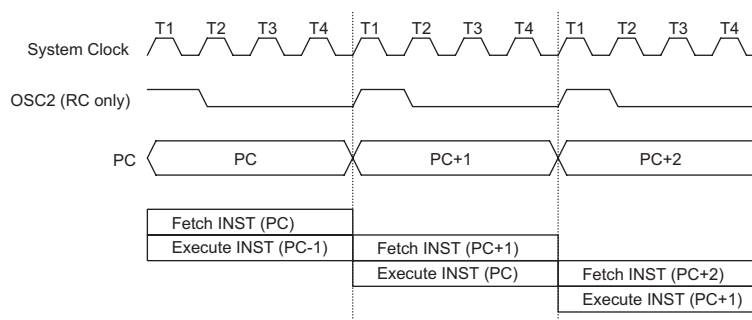 T1 T2 T3 T4 T1 T2 T3 T4 T1 T2 T3 T4
System Clock
OSC2 (RC only)
PC PC PC+1 PC+2
Fetch INST (PC)
Execute INST (PC-1) Fetch INST (PC+1)
Execute INST (PC) Fetch INST (PC+2)
Execute INST (PC+1)